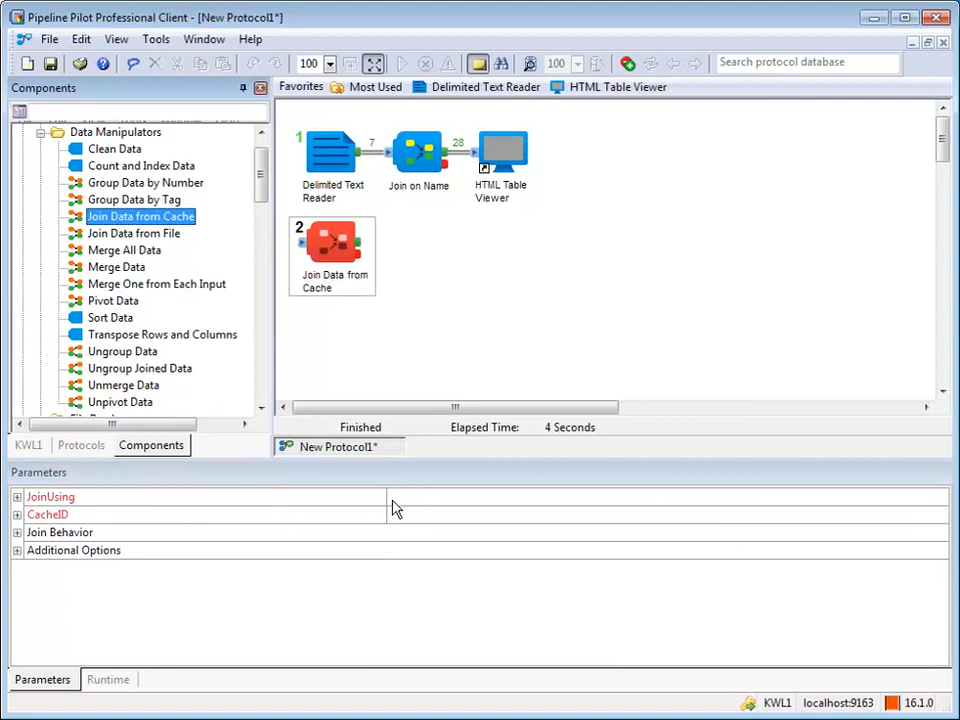 Pipeline Pilot Professional Client - [New Protocol1*]
File Edit View Tools Window Help
100 100 Search protocol database
Components
Favorites Most Used Delimited Text Reader HTML Table Viewer
Data Manipulators
Clean Data
Count and Index Data
Group Data by Number
Group Data by Tag
Join Data from Cache
Join Data from File
Merge All Data
Merge Data
Merge One from Each Input
Pivot Data
Sort Data
Transpose Rows and Columns
Ungroup Data
Ungroup Joined Data
Unmerge Data
Unpivot Data
1 7 28
Delimited Text
Reader
Join on Name
HTML Table
Viewer
2
Join Data from
Cache
Finished Elapsed Time: 4 Seconds
KWL1 Protocols Components
New Protocol1*
Parameters
JoinUsing
CacheID
Join Behavior
Additional Options
Parameters Runtime
KWL1 localhost:9163 16.1.0